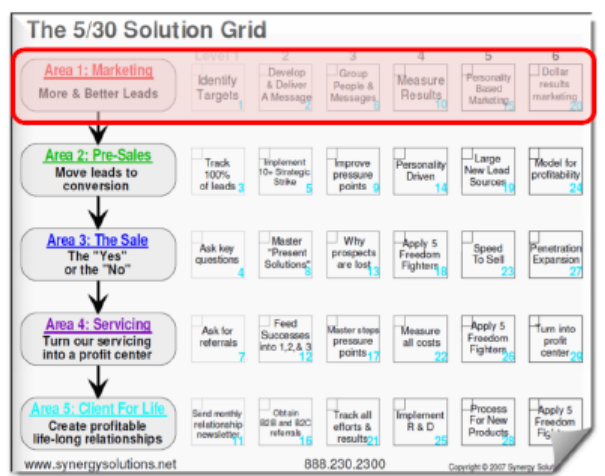 The 5/30 Solution Grid
Level 1 2 3 4 5 6
Area 1: Marketing
More & Better Leads
Identify
Targets
1
Develop
& Deliver
A Message
2
Group
People &
Messages
Measure
Results
10
Personality
Based
Marketing
15
Dollar
results
marketing
20
Area 2: Pre-Sales
Move leads to
conversion
Track
100%
of leads 3
Implement
10+ Strategic
Strike 5
Improve
pressure
points 9
Personality
Driven
14
Large
New Lead
Sources 19
Model for
profitability
24
Area 3: The Sale
The "Yes"
or the "No"
Ask key
questions
4
Master
"Present
Solutions"
8
Why
prospects
are lost 13
Apply 5
Freedom
Fighters 18
Speed
To Sell
23
Penetration
Expansion
27
Area 4: Servicing
Turn our servicing
into a profit center
Ask for
referrals
7
Feed
Successes
into 1,2,& 3
12
Master steps
pressure
points 17
Measure
all costs
22
Apply 5
Freedom
Fighters 26
Turn into
profit
center 29
Area 5: Client For Life
Create profitable
life-long relationships
Send monthly
relationship
newsletter 11
Obtain
B2B and B2C
referrals 16
Track all
efforts &
results 21
Implement
R & D
25
Process
For New
Products 28
Apply 5
Freedom
www.synergysolutions.net
888.230.2300
Copyright © 2007 Synergy